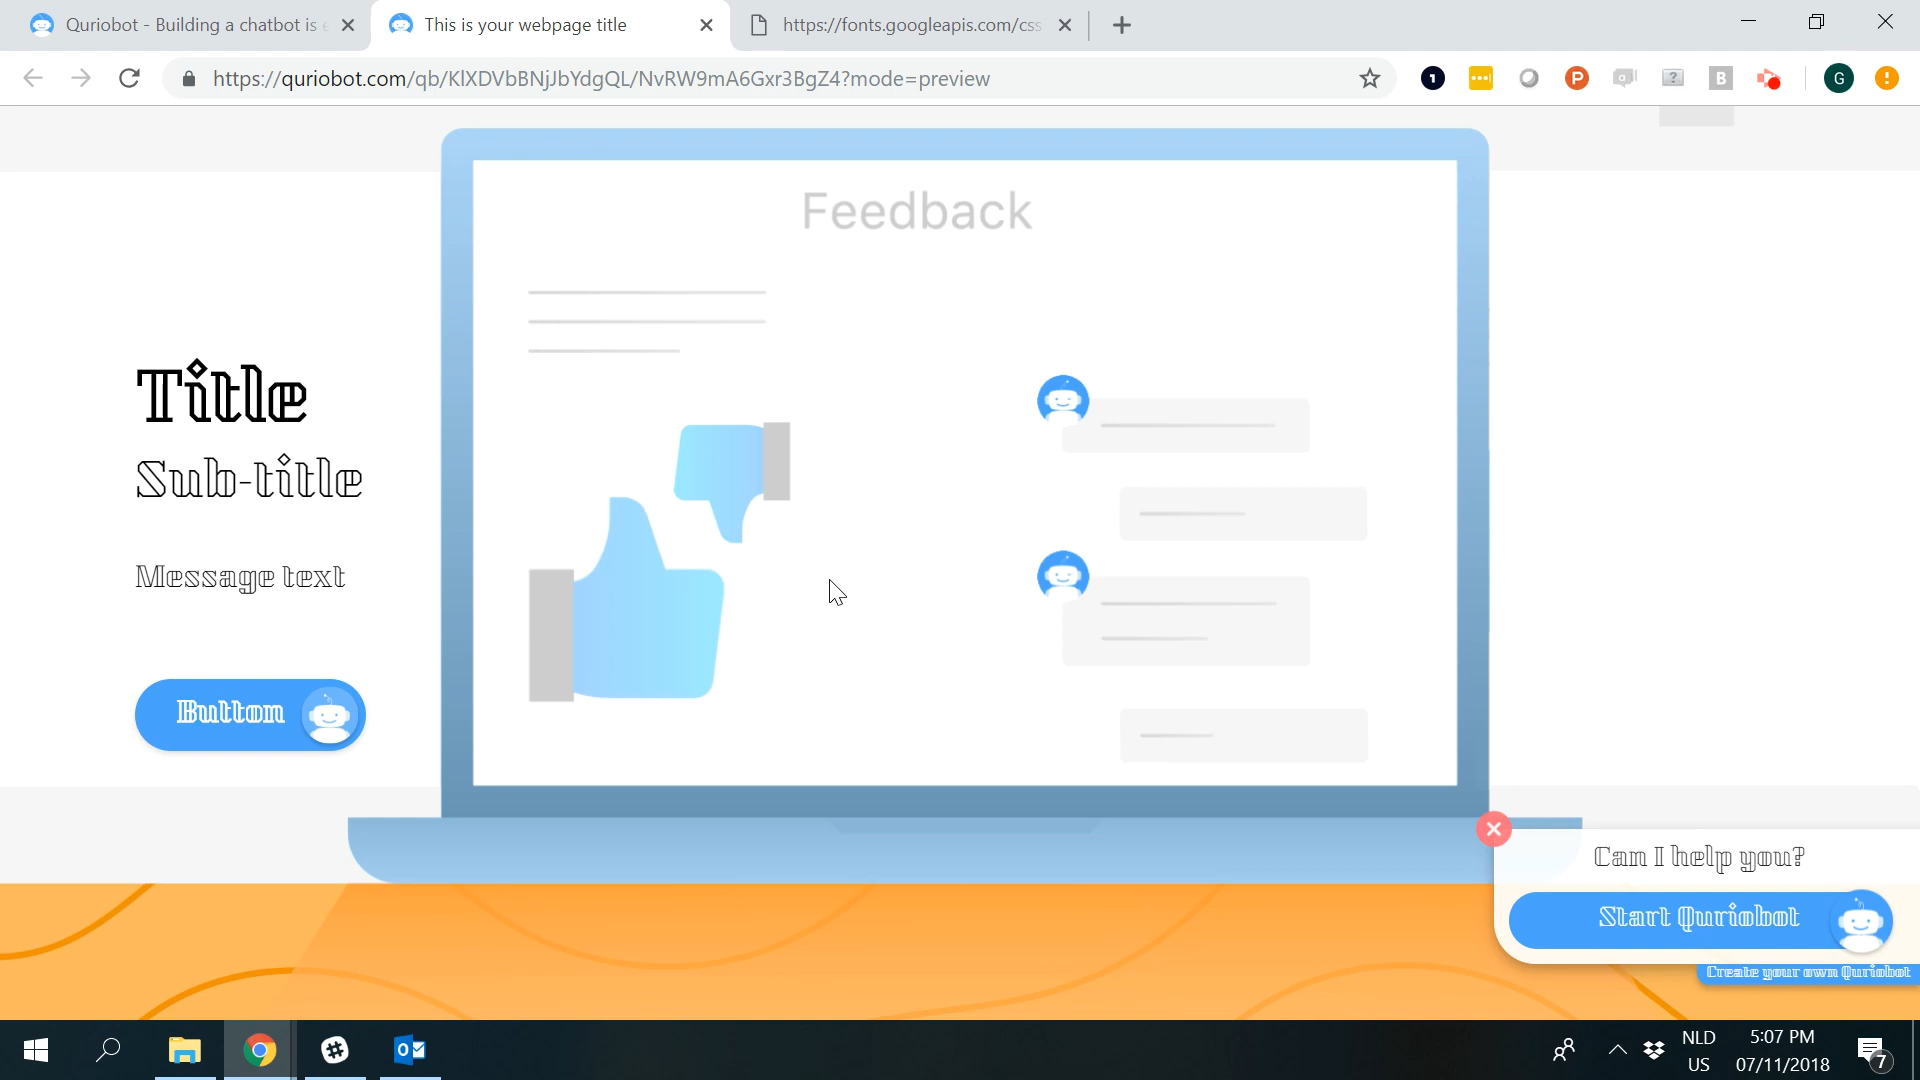 Quriobot - Building a chatbot is e
This is your webpage title
https://fonts.googleapis.com/css
https://quriobot.com/qb/KlXDVbBNjJbYdgQL/NvRW9mA6Gxr3BgZ4?mode=preview
1
P
?
B
G
!
Feedback
Title
Sub-title
Message text
Button
Can I help you?
Start Quriobot
Create your own Quriobot
NLD
US
5:07 PM
07/11/2018
7